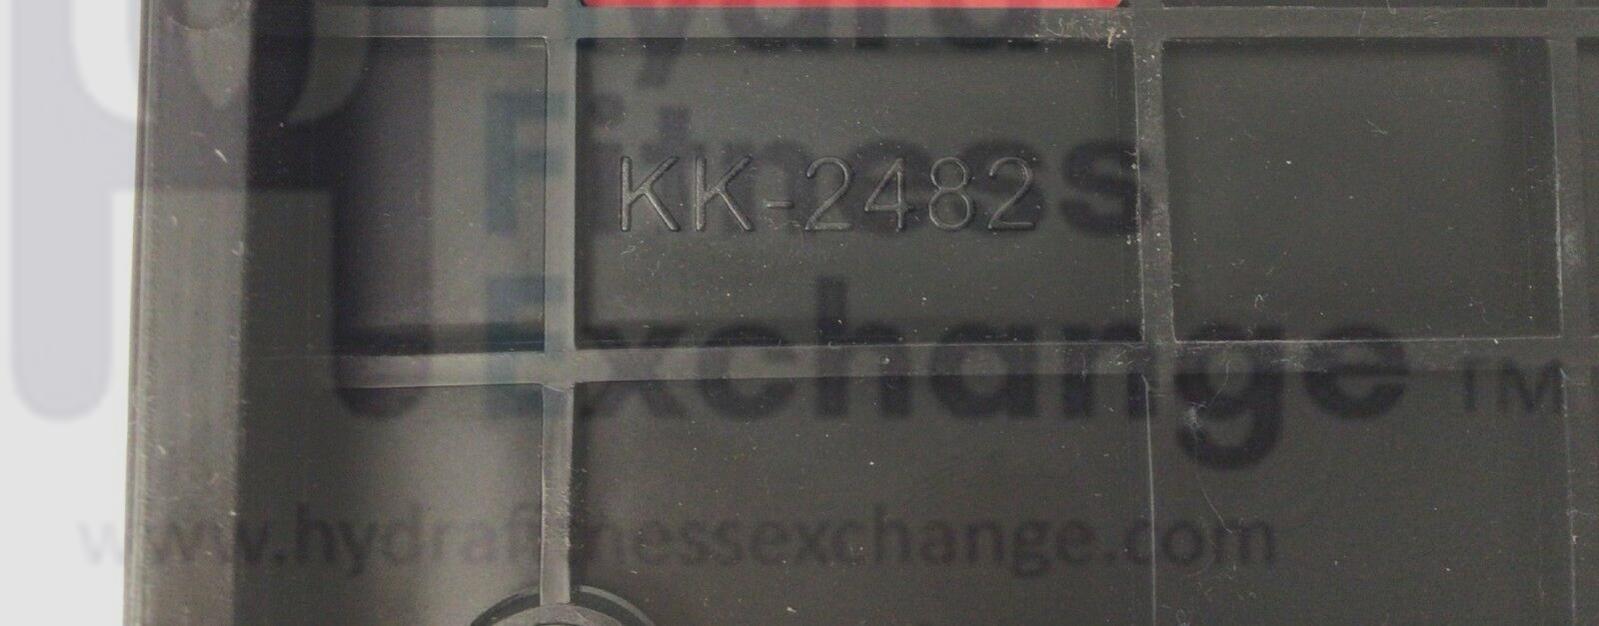 Hydra
Fitness
KK-2482
Exchange TM
www.hydrafitnessexchange.com